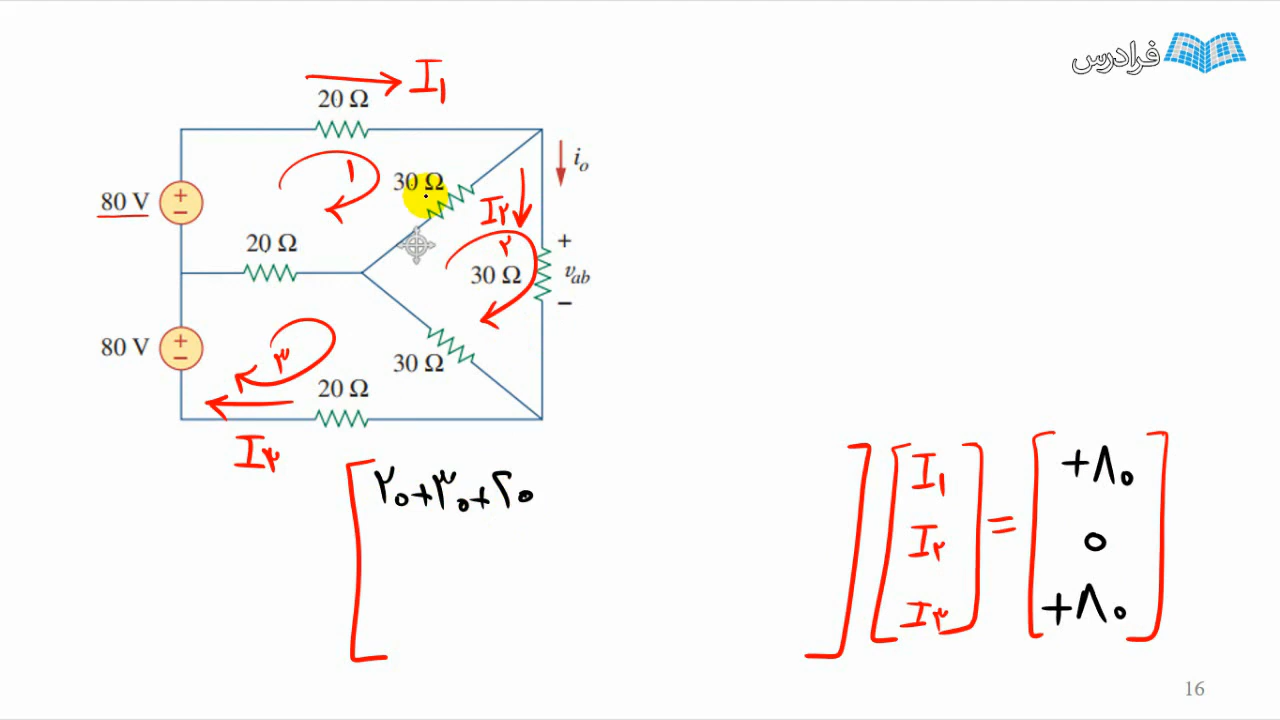 فرادرس
I۱
20 Ω
i_o
80 V
+
−
۱
30 Ω
I۲
20 Ω
۲
+
30 Ω
v_ab
−
80 V
+
−
۳
30 Ω
20 Ω
I۳
۲۰+۳۰+۲۰
I۱
I۲
I۳
=
+۸۰
۰
+۸۰
16